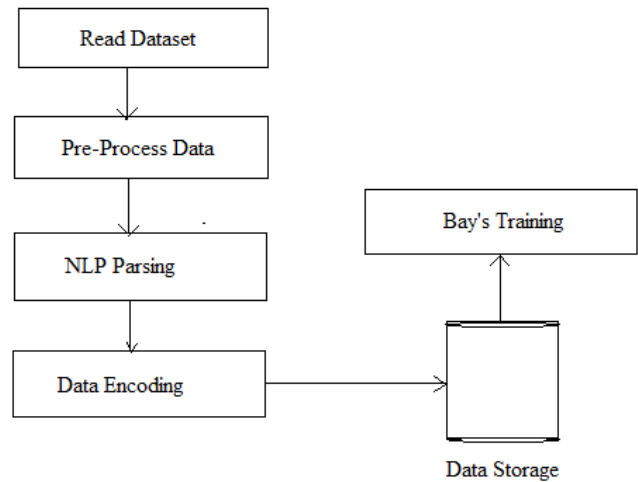 Read Dataset
Pre-Process Data
NLP Parsing
Data Encoding
Bay's Training
Data Storage